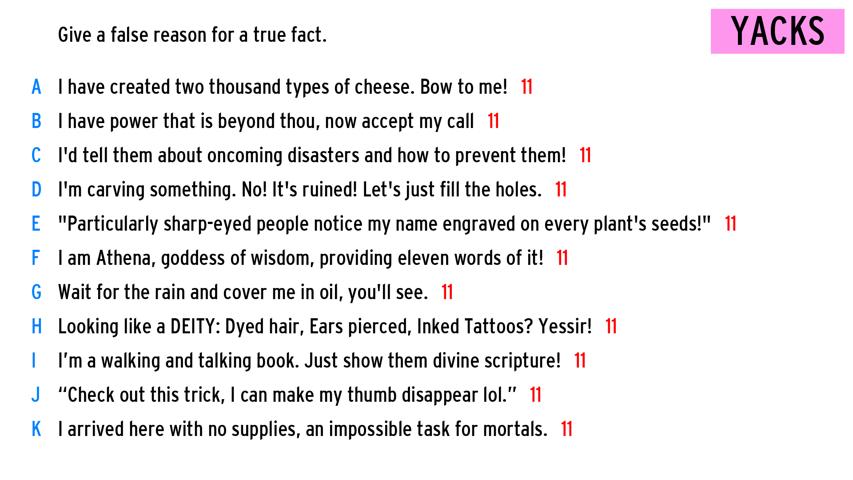 Give a false reason for a true fact.
YACKS
A I have created two thousand types of cheese. Bow to me! 11
B I have power that is beyond thou, now accept my call 11
C I'd tell them about oncoming disasters and how to prevent them! 11
D I'm carving something. No! It's ruined! Let's just fill the holes. 11
E "Particularly sharp-eyed people notice my name engraved on every plant's seeds!" 11
F I am Athena, goddess of wisdom, providing eleven words of it! 11
G Wait for the rain and cover me in oil, you'll see. 11
H Looking like a DEITY: Dyed hair, Ears pierced, Inked Tattoos? Yessir! 11
I I’m a walking and talking book. Just show them divine scripture! 11
J “Check out this trick, I can make my thumb disappear lol.” 11
K I arrived here with no supplies, an impossible task for mortals. 11